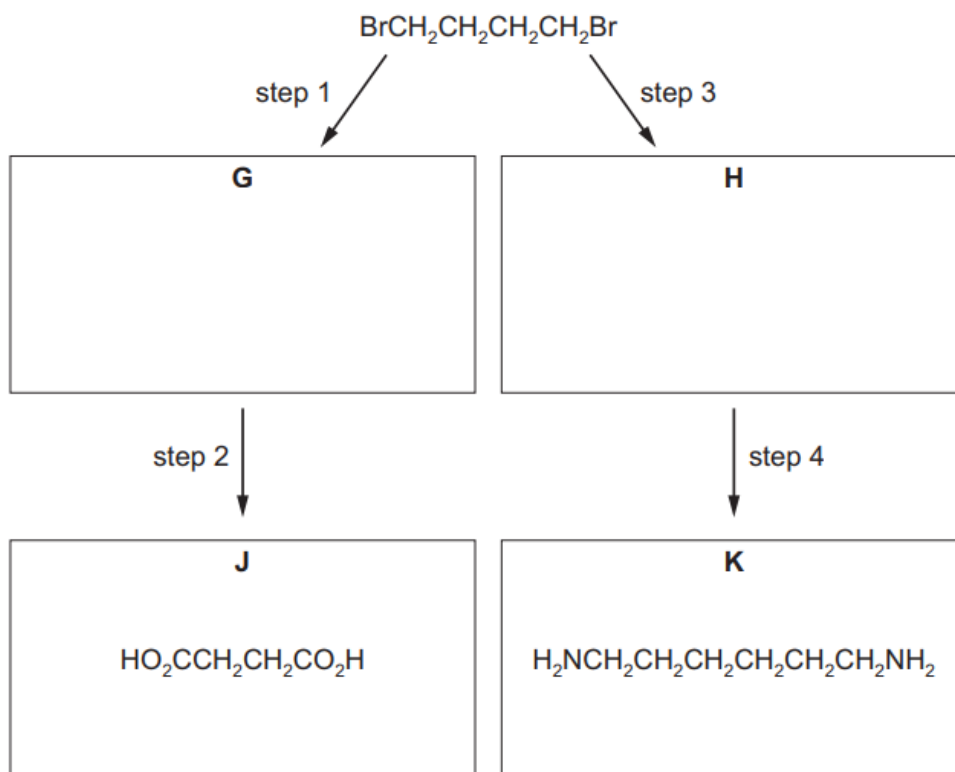 BrCH₂CH₂CH₂CH₂Br
step 1
step 3
G
H
step 2
step 4
J
K
HO₂CCH₂CH₂CO₂H
H₂NCH₂CH₂CH₂CH₂CH₂CH₂NH₂